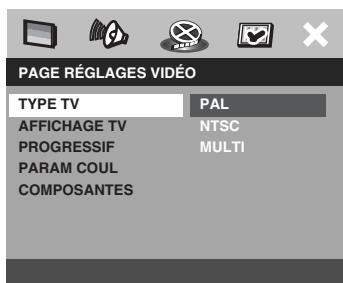 PAGE RÉGLAGES VIDÉO
TYPE TV PAL
AFFICHAGE TV NTSC
PROGRESSIF MULTI
PARAM COUL
COMPOSANTES